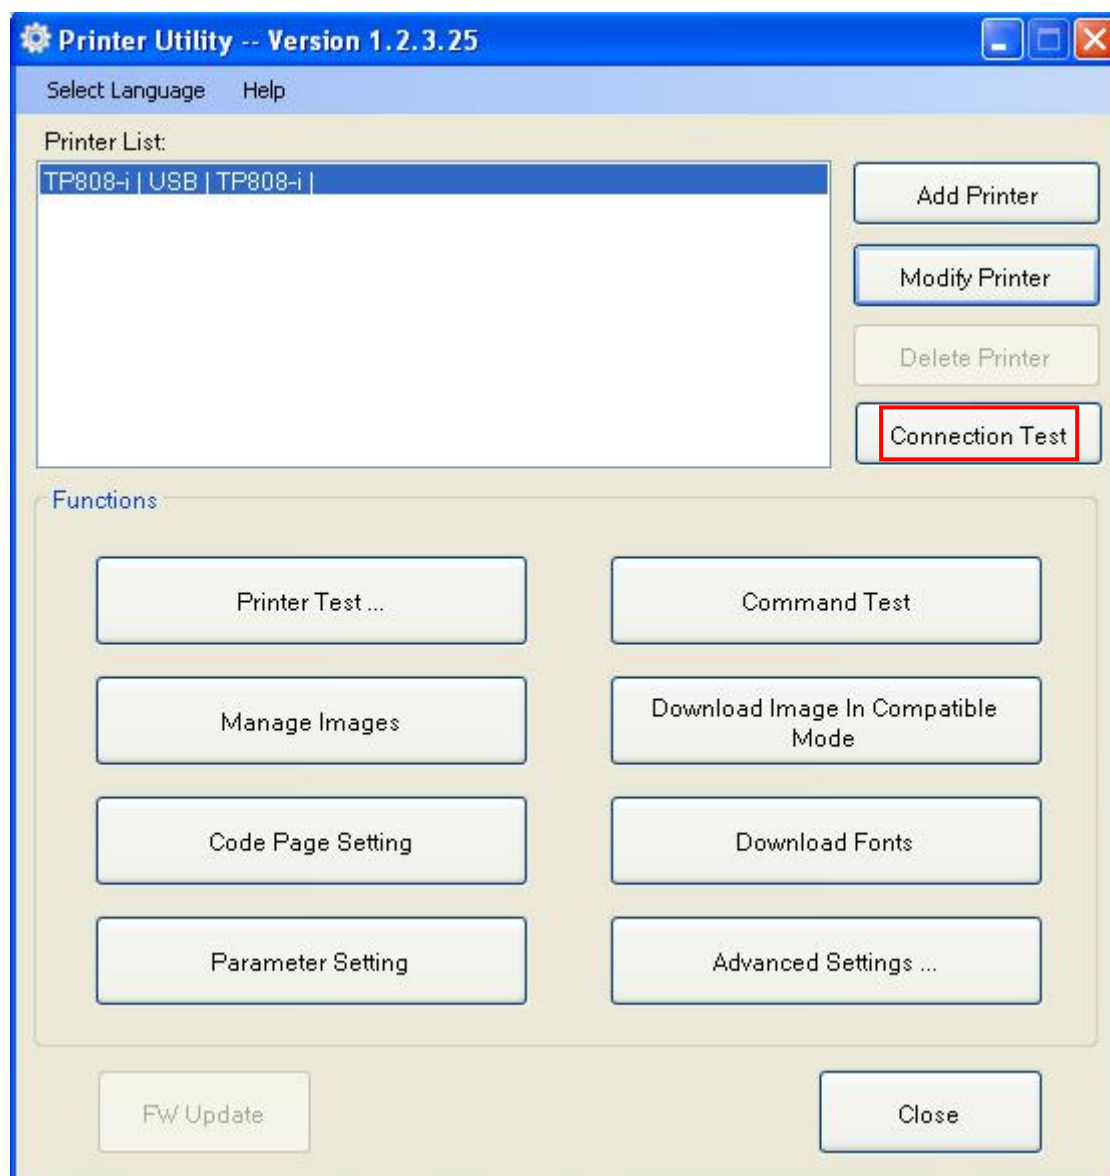 Printer Utility -- Version 1.2.3.25
Select Language Help
Printer List:
TP808-i | USB | TP808-i |
Add Printer
Modify Printer
Delete Printer
Connection Test
Functions
Printer Test ...
Command Test
Manage Images
Download Image In Compatible
Mode
Code Page Setting
Download Fonts
Parameter Setting
Advanced Settings ...
FW Update
Close